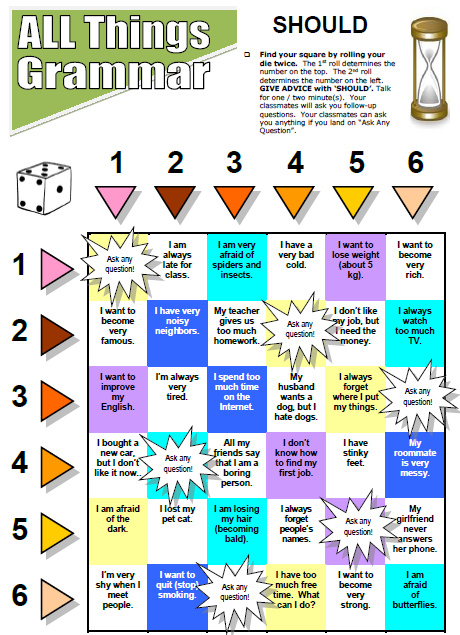 ALL Things
Grammar
SHOULD
Find your square by rolling your
die twice. The 1st roll determines the
number on the top. The 2nd roll
determines the number on the left.
GIVE ADVICE with 'SHOULD'. Talk
for one / two minute(s). Your
classmates will ask you follow-up
questions. Your classmates can ask
you anything if you land on "Ask Any
Question".
1 2 3 4 5 6
1
Ask any
question!
I am
always
late for
class.
I am very
afraid of
spiders and
insects.
I have a
very bad
cold.
I want to
lose weight
(about 5
kg).
I want to
become
very
rich.
2
I want to
become
very
famous.
I have very
noisy
neighbors.
My teacher
gives us
too much
homework.
Ask any
question!
I don't like
my job, but
I need the
money.
I always
watch
too much
TV.
3
I want to
improve
my
English.
I'm always
very
tired.
I spend too
much time
on the
Internet.
My
husband
wants a
dog, but I
hate dogs.
I always
forget
where I put
my things.
Ask any
question!
4
I bought a
new car,
but I don't
like it now.
Ask any
question!
All my
friends say
that I am a
boring
person.
I don't
know how
to find my
first job.
I have
stinky
feet.
My
roommate
is very
messy.
5
I am afraid
of the
dark.
I lost my
pet cat.
I am losing
my hair
(becoming
bald).
I always
forget
people's
names.
Ask any
question!
My
girlfriend
never
answers
her phone.
6
I'm very
shy when I
meet
people.
I want to
quit (stop)
smoking.
Ask any
question!
I have too
much free
time. What
can I do?
I want to
become
very
strong.
I am
afraid
of
butterflies.